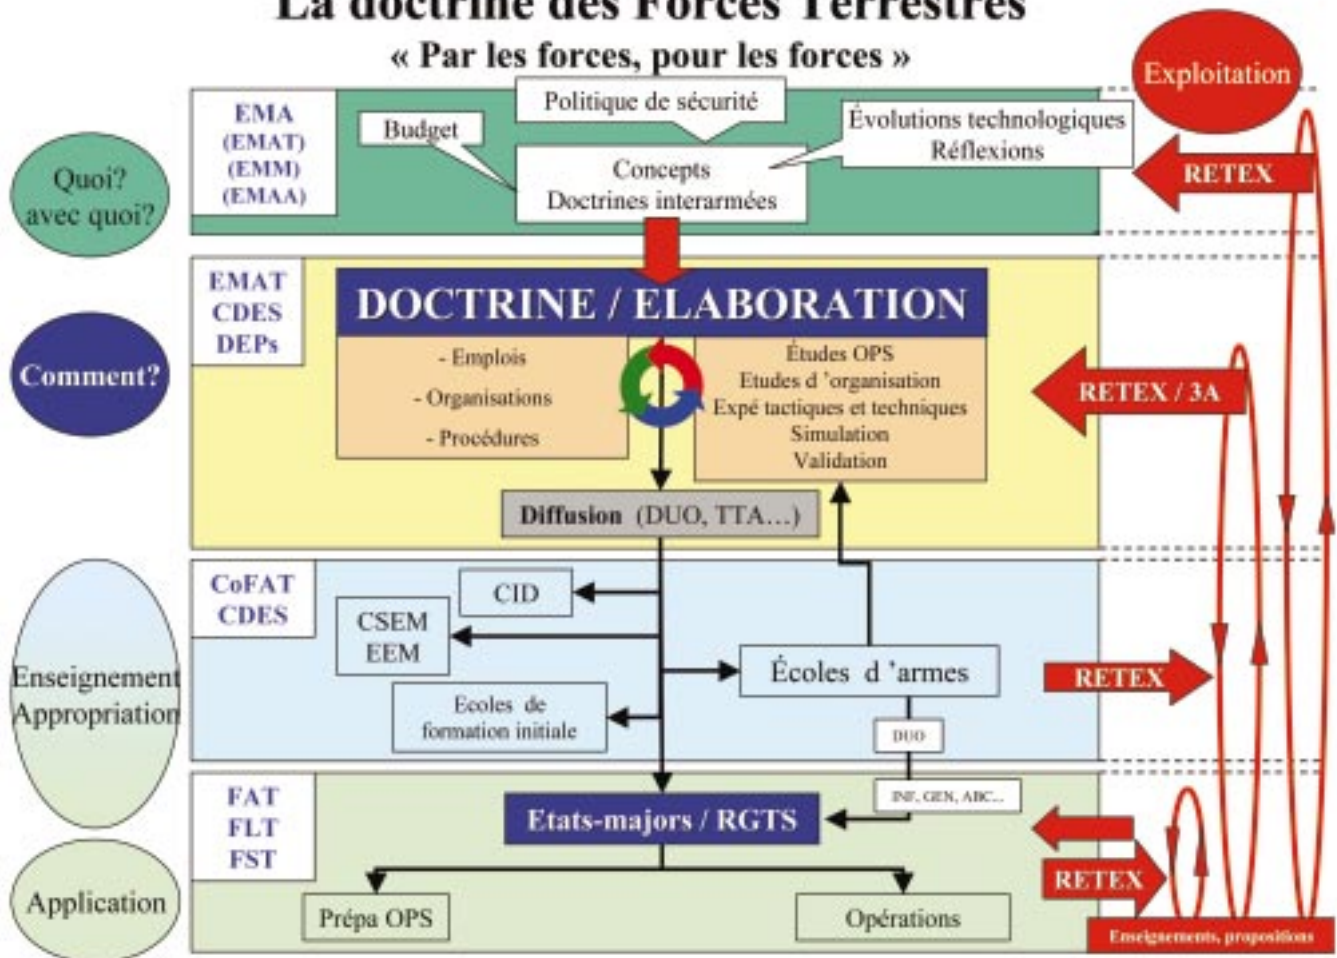 La doctrine des Forces Terrestres
« Par les forces, pour les forces »
Exploitation
EMA
(EMAT)
(EMM)
(EMAA)
Budget
Politique de sécurité
Évolutions technologiques
Réflexions
Concepts
Doctrines interarmées
Quoi?
avec quoi?
RETEX
EMAT
CDES
DEPs
DOCTRINE / ELABORATION
Comment?
- Emplois
- Organisations
- Procédures
Études OPS
Etudes d 'organisation
Expé tactiques et techniques
Simulation
Validation
RETEX / 3A
Diffusion (DUO, TTA…)
CoFAT
CDES
CID
CSEM
EEM
Ecoles de
formation initiale
Écoles d 'armes
Enseignement
Appropriation
RETEX
DUO
FAT
FLT
FST
INF, GEN, ABC...
Etats-majors / RGTS
Application
RETEX
Prépa OPS
Opérations
Enseignements, propositions